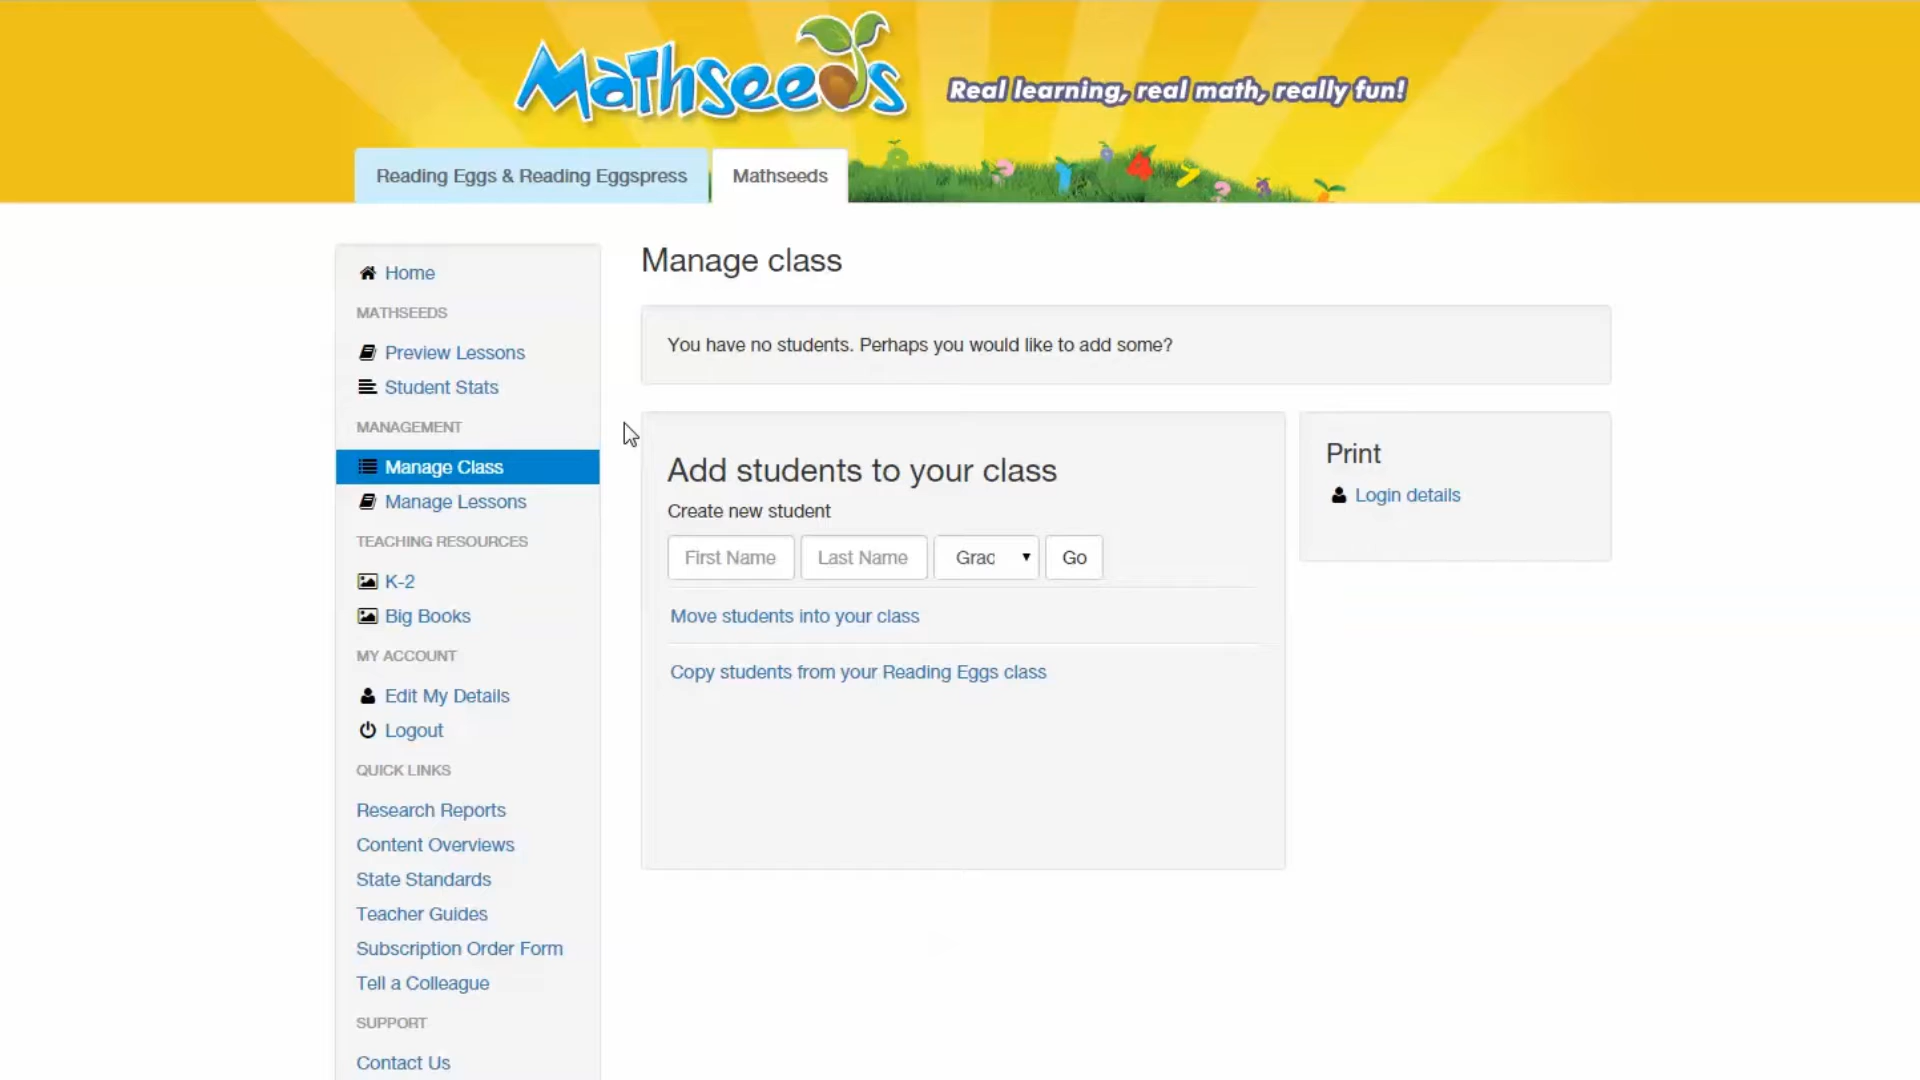 Mathseeds
Real learning, real math, really fun!
Reading Eggs & Reading Eggspress
Mathseeds
Home
MATHSEEDS
Preview Lessons
Student Stats
MANAGEMENT
Manage Class
Manage Lessons
TEACHING RESOURCES
K-2
Big Books
MY ACCOUNT
Edit My Details
Logout
QUICK LINKS
Research Reports
Content Overviews
State Standards
Teacher Guides
Subscription Order Form
Tell a Colleague
SUPPORT
Contact Us
Manage class
You have no students. Perhaps you would like to add some?
Add students to your class
Create new student
First Name Last Name Grac Go
Move students into your class
Copy students from your Reading Eggs class
Print
Login details